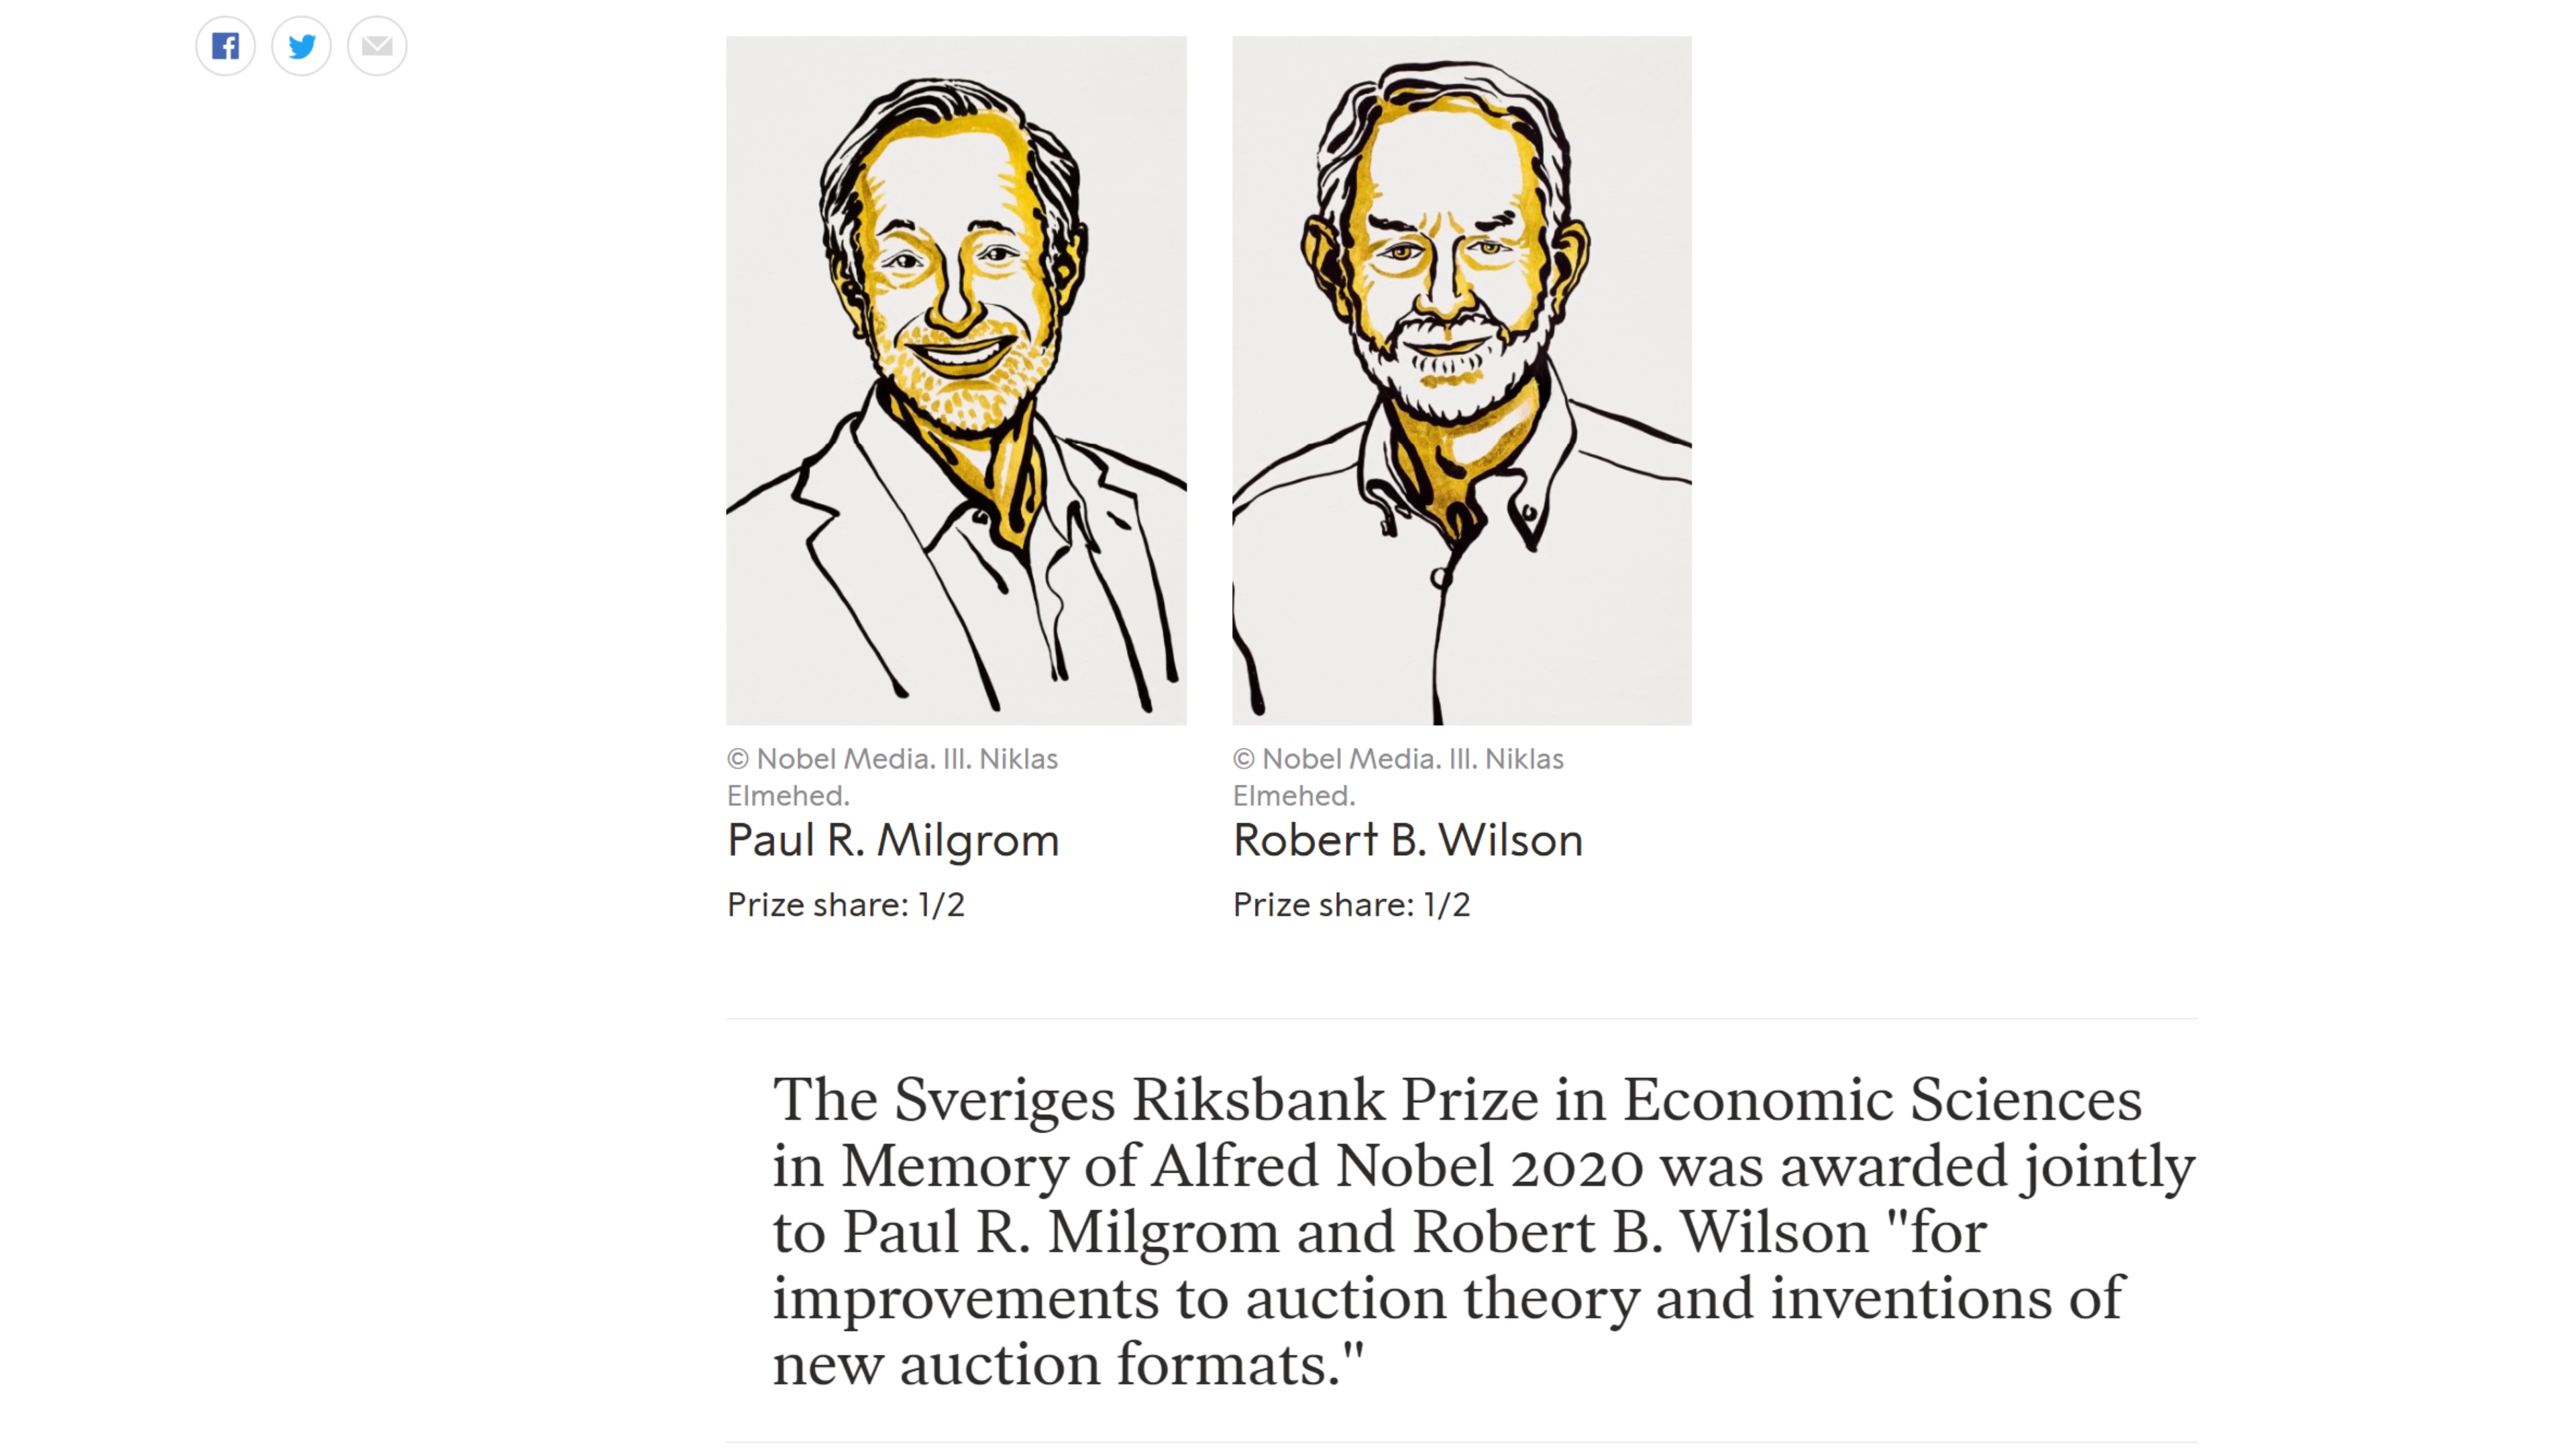 © Nobel Media. Ill. Niklas
Elmehed.
Paul R. Milgrom
Prize share: 1/2
© Nobel Media. Ill. Niklas
Elmehed.
Robert B. Wilson
Prize share: 1/2
The Sveriges Riksbank Prize in Economic Sciences
in Memory of Alfred Nobel 2020 was awarded jointly
to Paul R. Milgrom and Robert B. Wilson "for
improvements to auction theory and inventions of
new auction formats."